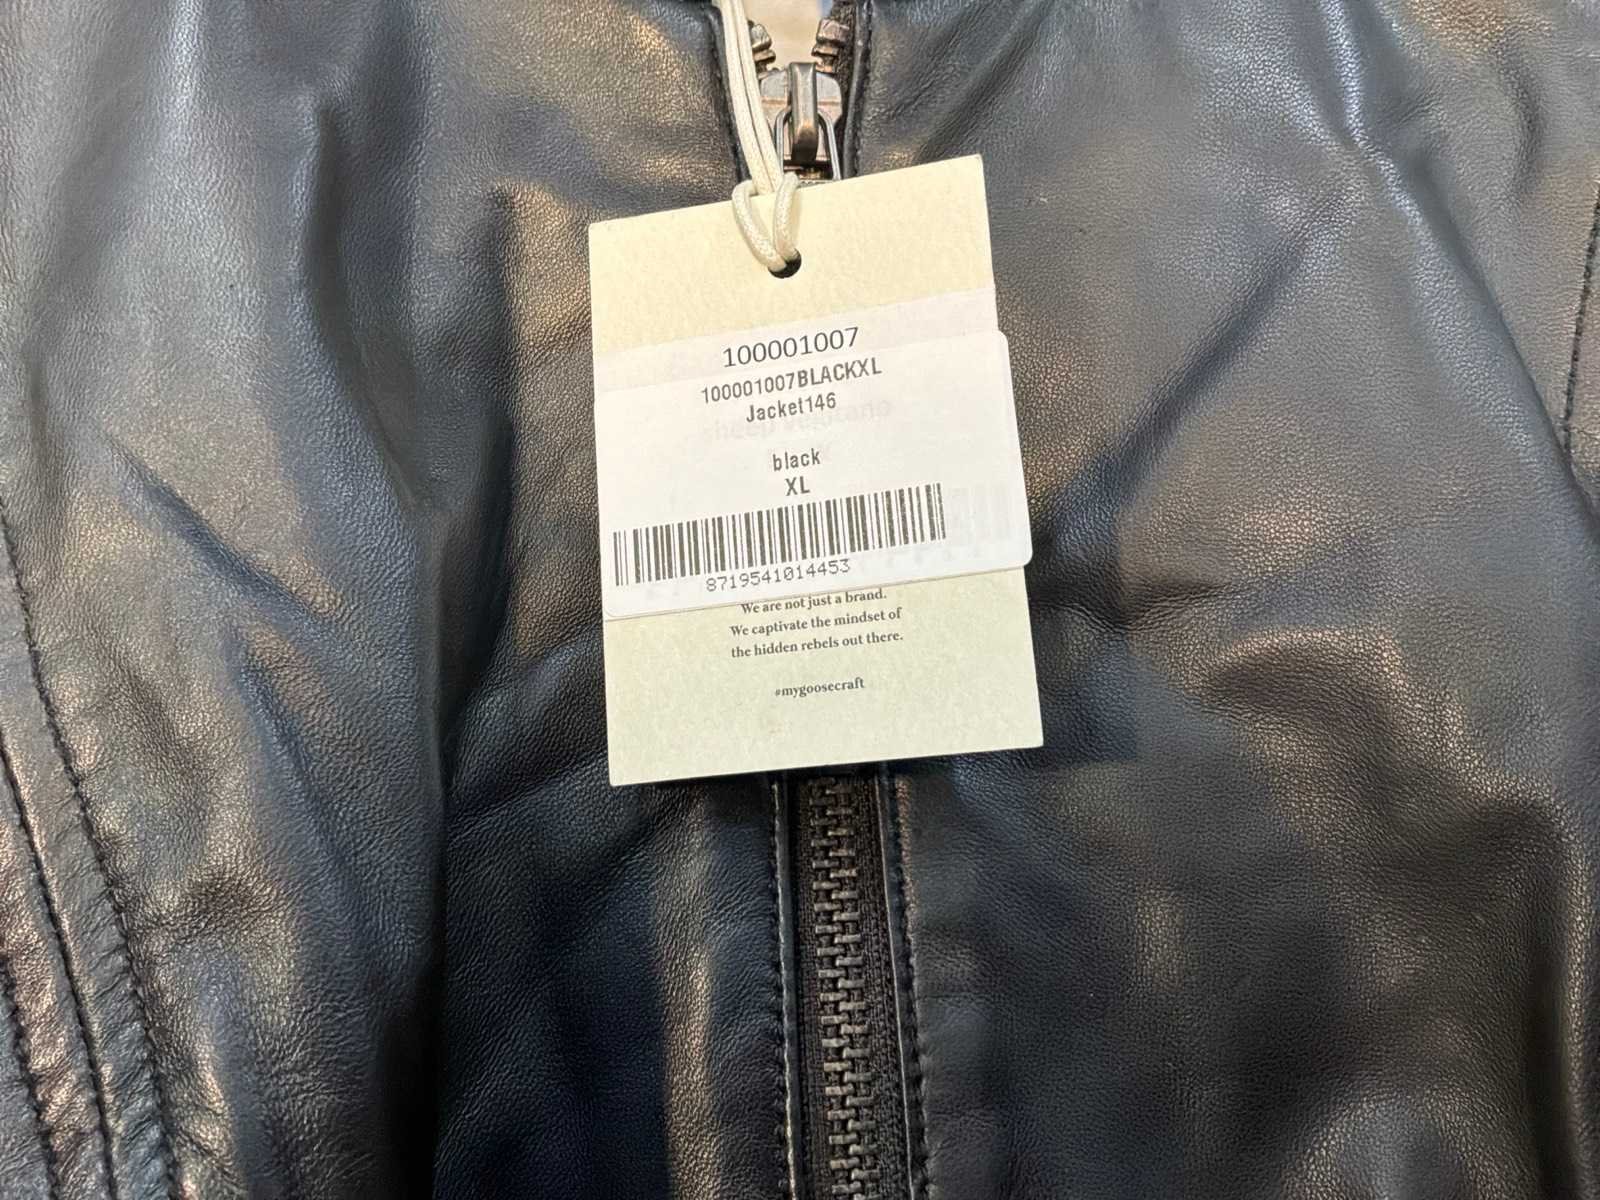 100001007
100001007BLACKXL
Jacket146
sheep
black
XL
8719541014453
We are not just a brand.
We captivate the mindset of
the hidden rebels out there.
#mygoosecraft